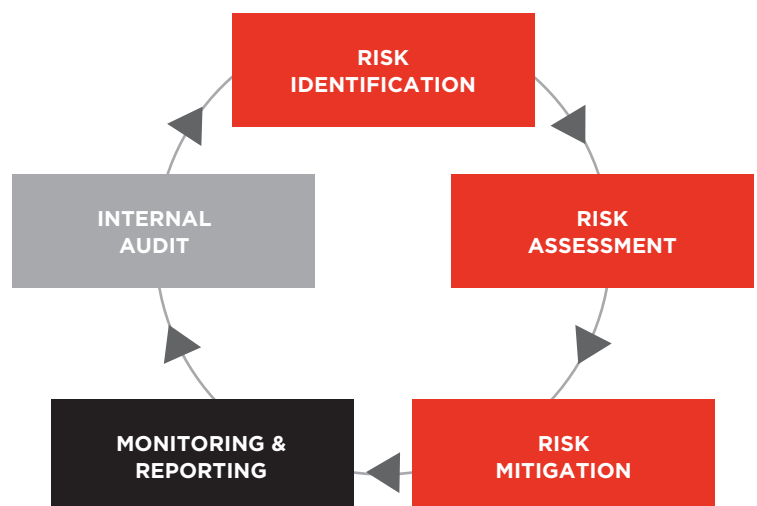 RISK
IDENTIFICATION
INTERNAL
AUDIT
RISK
ASSESSMENT
MONITORING &
REPORTING
RISK
MITIGATION